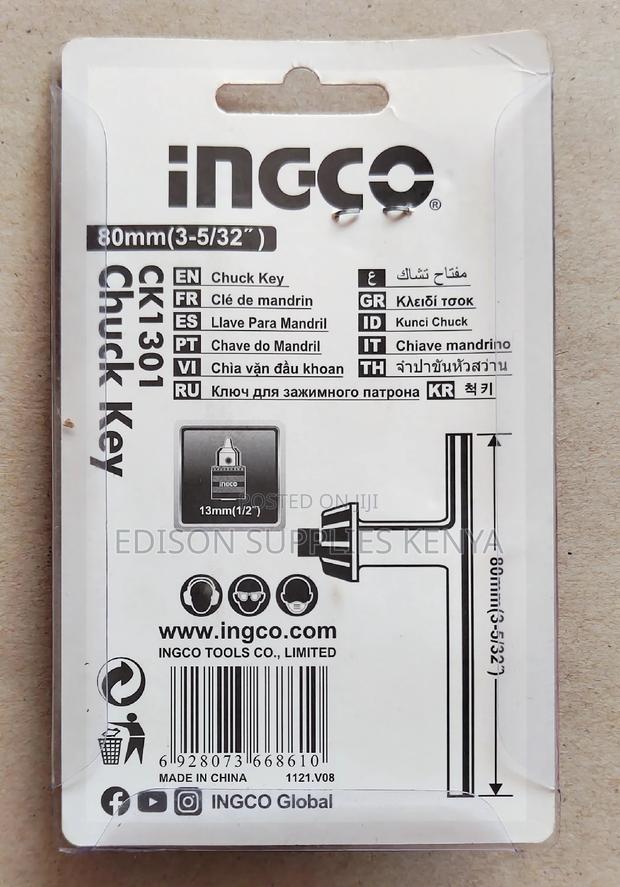 INGCO®
80mm(3-5/32")
CK1301
Chuck Key
EN Chuck Key
FR Clé de mandrin
ES Llave Para Mandril
PT Chave do Mandril
VI Chìa vặn đầu khoan
RU Ключ для зажимного патрона
ع مفتاح تشاك
GR Κλειδί τσοκ
ID Kunci Chuck
IT Chiave mandrino
TH จำปาขันหัวสว่าน
KR 척 키
INGCO
13mm(1/2")
POSTED ON JIJI
EDISON SUPPLIES KENYA
80mm(3-5/32")
www.ingco.com
INGCO TOOLS CO., LIMITED
6 928073 668610
MADE IN CHINA 1121.V08
INGCO Global